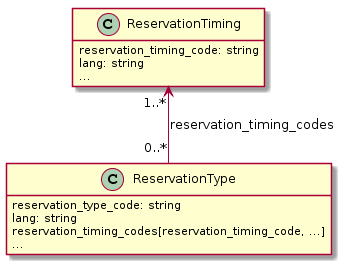 C ReservationTiming
reservation_timing_code: string
lang: string
...
1..*
reservation_timing_codes
0..*
C ReservationType
reservation_type_code: string
lang: string
reservation_timing_codes[reservation_timing_code, ...]
...